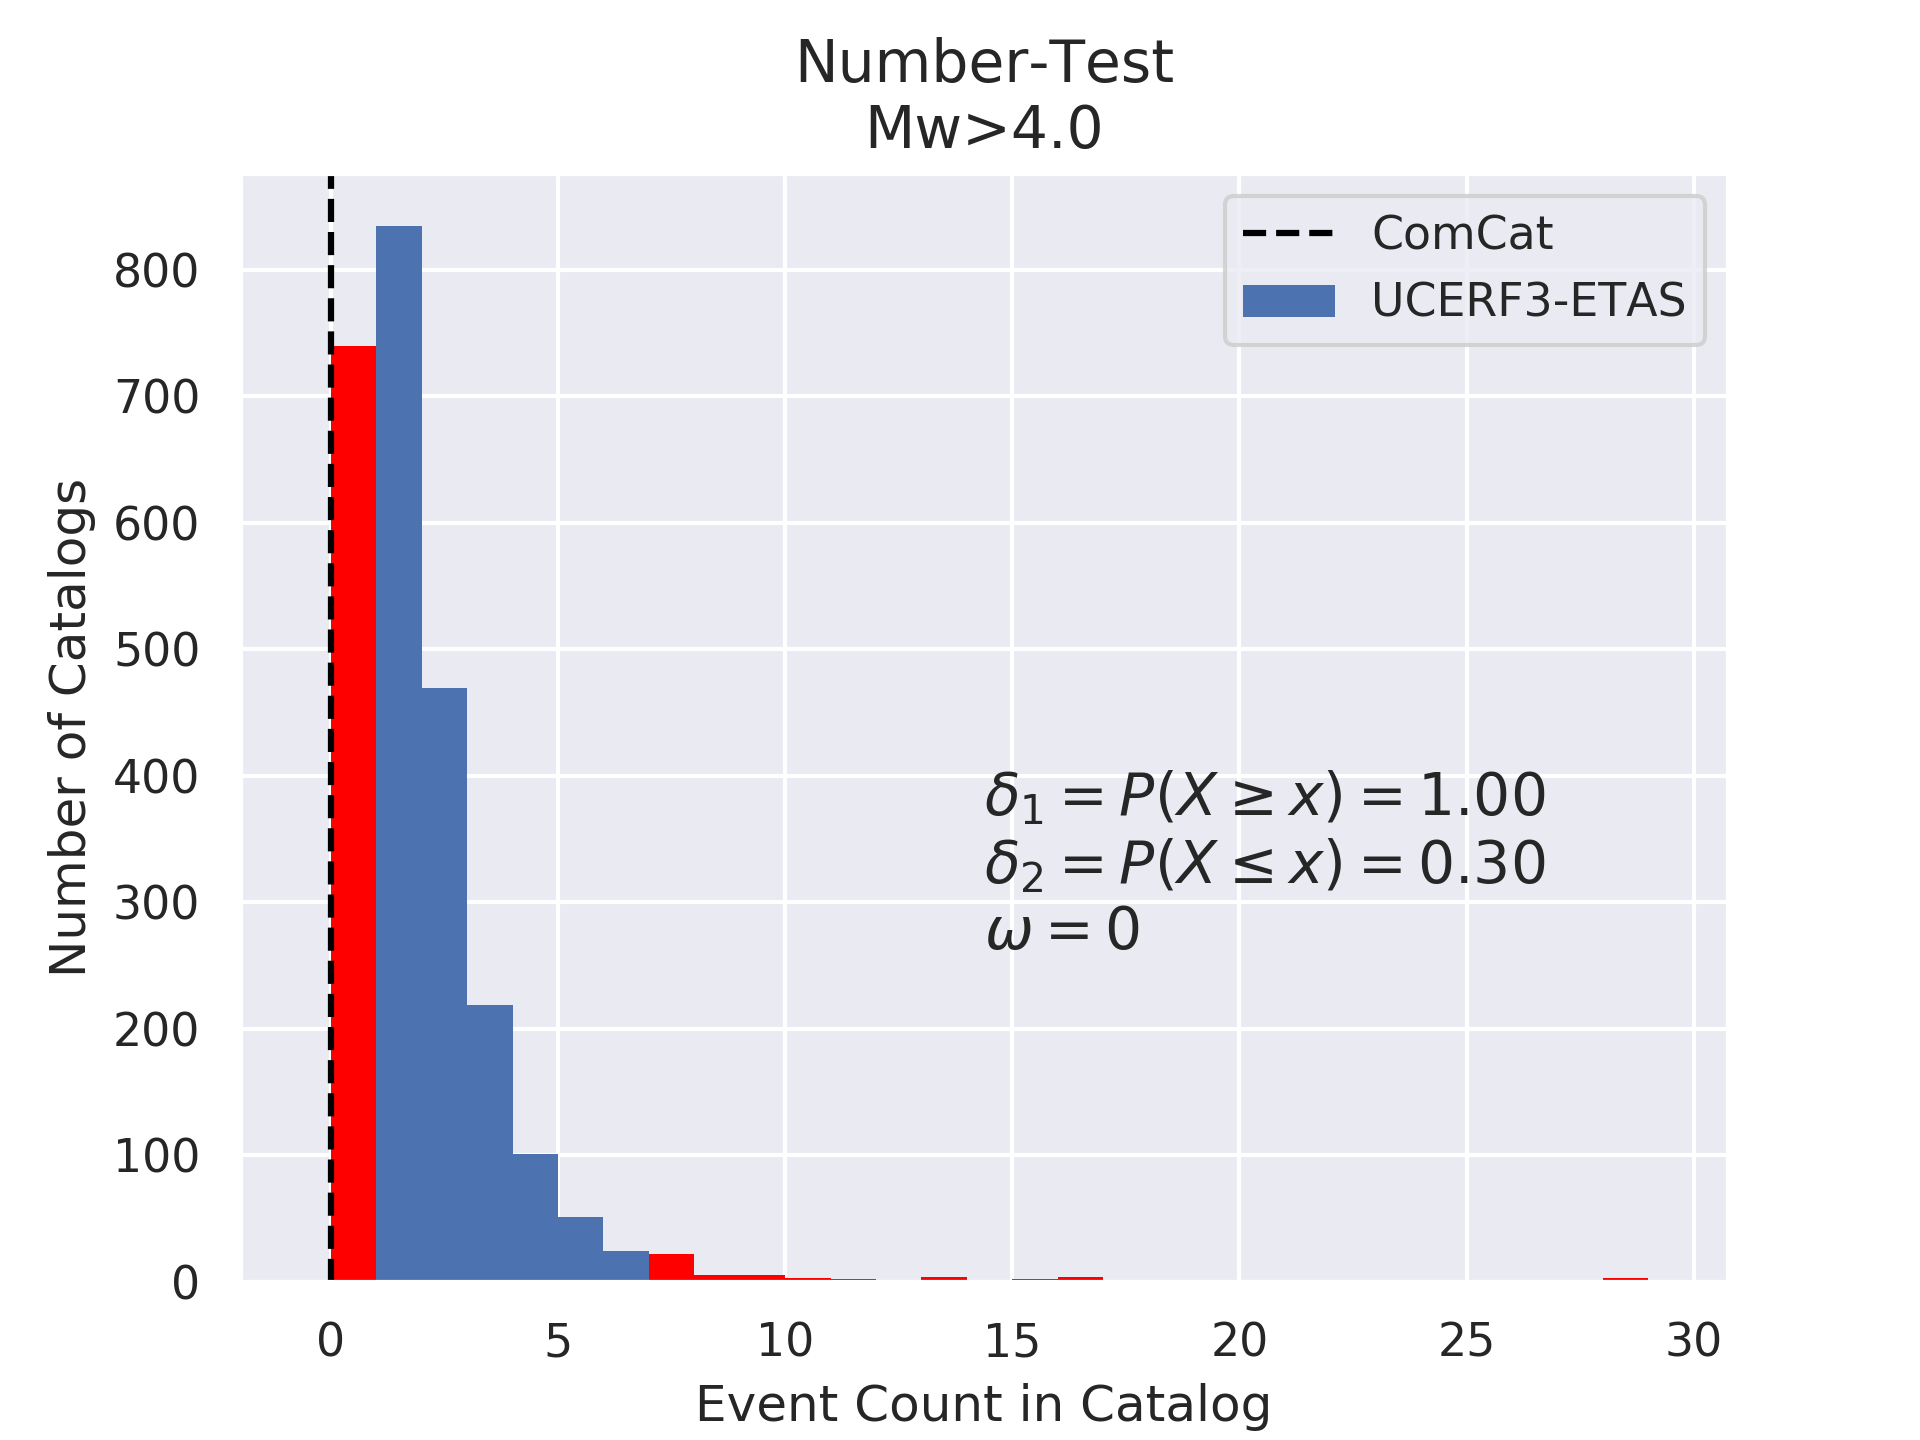 Number-Test
Mw>4.0
ComCat
UCERF3-ETAS
800
700
600
500
400
300
200
100
0
Number of Catalogs
δ₁ = P(X ≥ x) = 1.00
δ₂ = P(X ≤ x) = 0.30
ω = 0
0 5 10 15 20 25 30
Event Count in Catalog